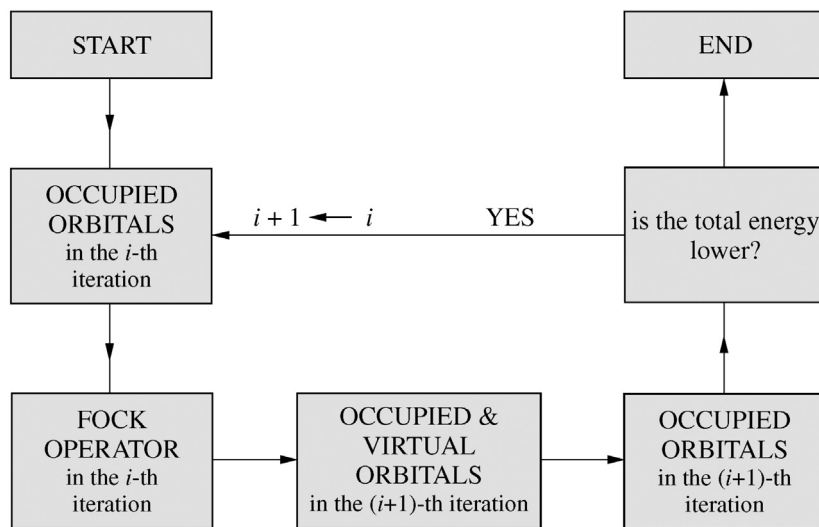 START
END
OCCUPIED
ORBITALS
in the i-th
iteration
i + 1 ← i
YES
is the total energy
lower?
FOCK
OPERATOR
in the i-th
iteration
OCCUPIED &
VIRTUAL
ORBITALS
in the (i+1)-th iteration
OCCUPIED
ORBITALS
in the (i+1)-th
iteration